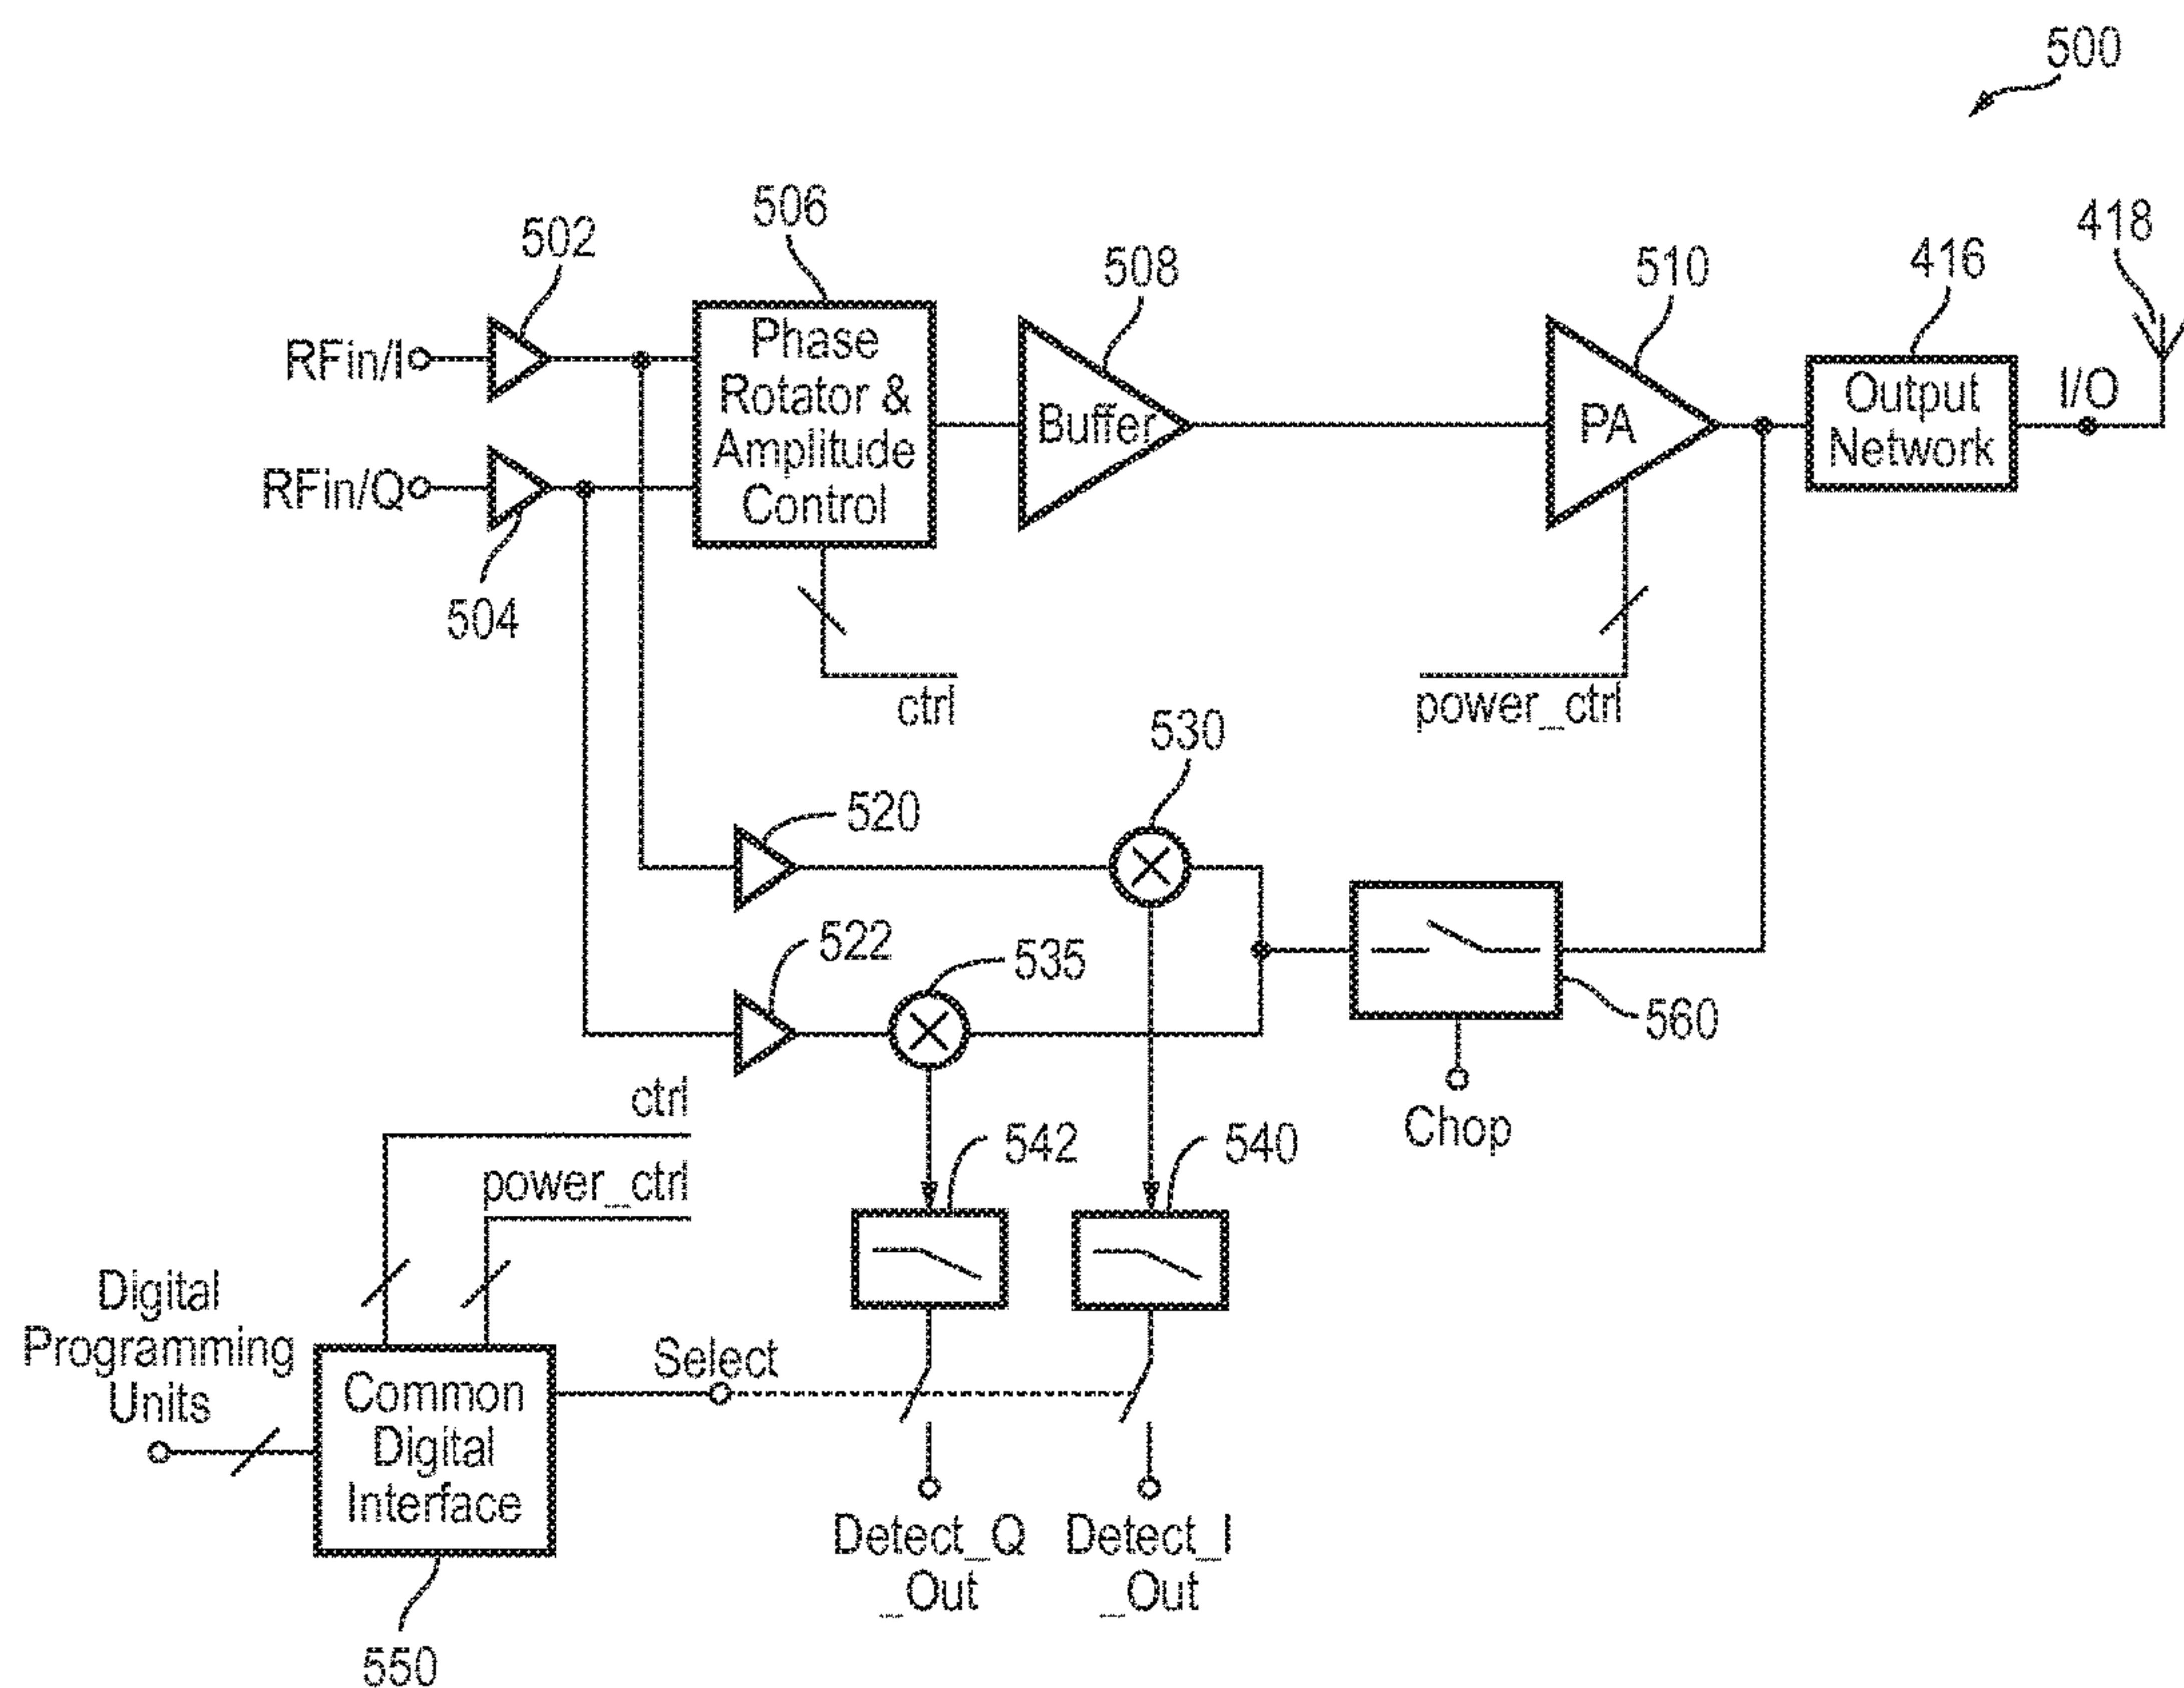 500
506
502
508
510
416
418
RFin/I
Phase
Rotator &
Amplitude
Control
Buffer
PA
Output
Network
I/O
RFin/Q
504
ctrl
power_ctrl
530
520
522
535
560
Chop
ctrl
power_ctrl
542
540
Digital
Programming
Units
Common
Digital
Interface
Select
Detect_Q
_Out
Detect_I
_Out
550